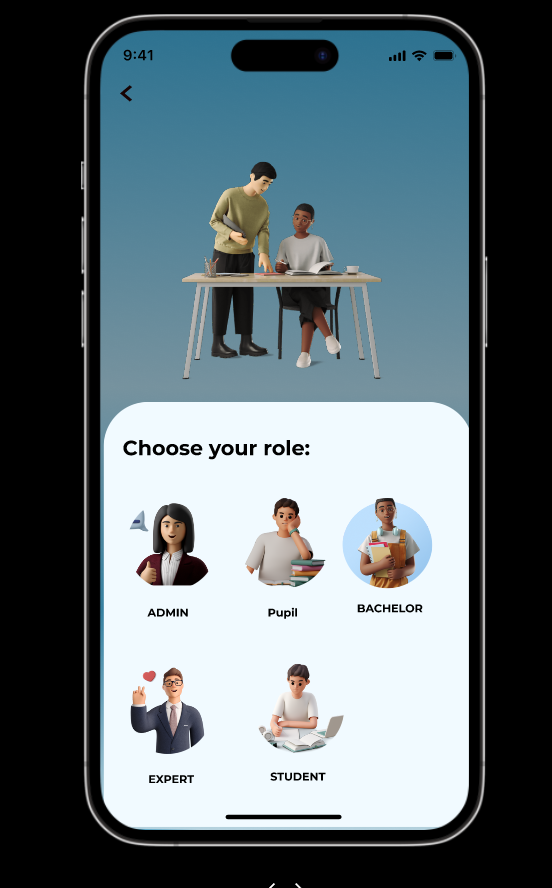 9:41
Choose your role:
ADMIN
Pupil
BACHELOR
EXPERT
STUDENT